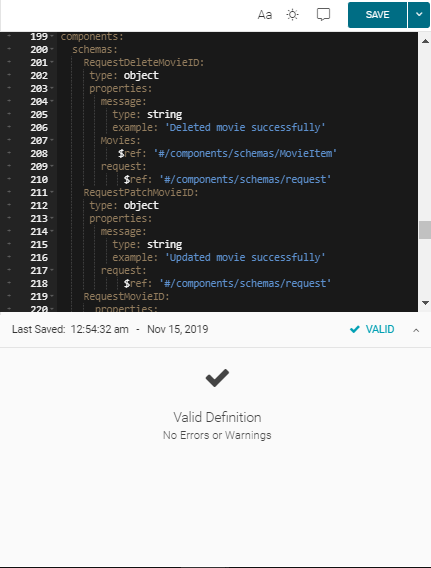 Aa SAVE
199 components:
200 schemas:
201 RequestDeleteMovieID:
202 type: object
203 properties:
204 message:
205 type: string
206 example: 'Deleted movie successfully'
207 Movies:
208 $ref: '#/components/schemas/MovieItem'
209 request:
210 $ref: '#/components/schemas/request'
211 RequestPatchMovieID:
212 type: object
213 properties:
214 message:
215 type: string
216 example: 'Updated movie successfully'
217 request:
218 $ref: '#/components/schemas/request'
219 RequestMovieID:
220 properties:
Last Saved: 12:54:32 am - Nov 15, 2019 VALID
Valid Definition
No Errors or Warnings